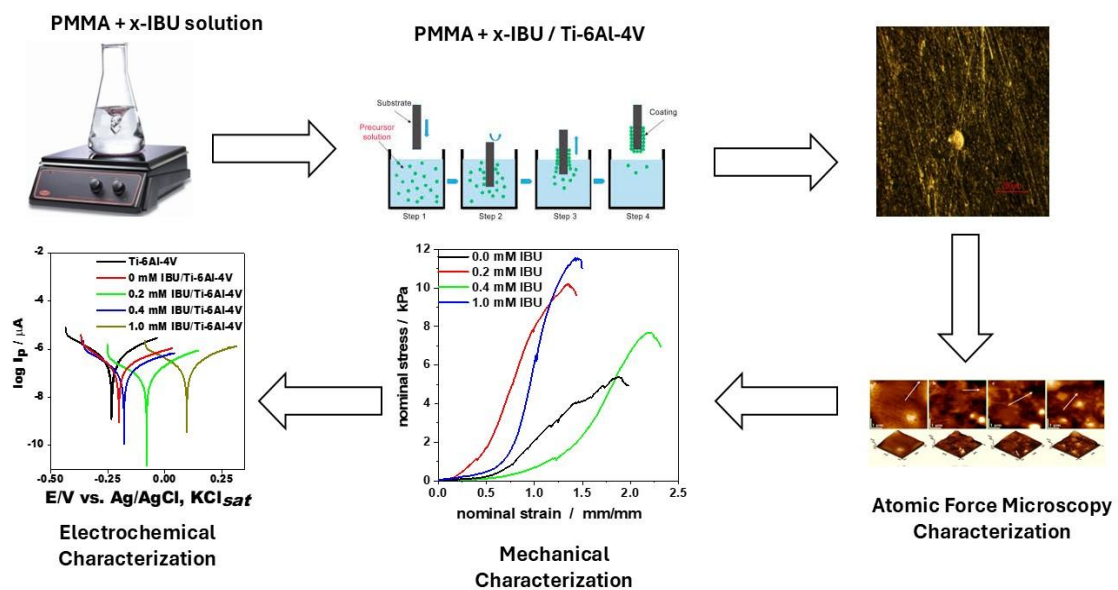 PMMA + x-IBU solution
PMMA + x-IBU / Ti-6Al-4V
Substrate
Precursor
solution
Coating
Step 1
Step 2
Step 3
Step 4
-2
-4
-6
-8
-10
log Ip / μA
Ti-6Al-4V
0 mM IBU/Ti-6Al-4V
0.2 mM IBU/Ti-6Al-4V
0.4 mM IBU/Ti-6Al-4V
1.0 mM IBU/Ti-6Al-4V
-0.50
-0.25
0.00
0.25
E/V vs. Ag/AgCl, KClsat
Electrochemical
Characterization
12
10
8
6
4
2
0
nominal stress / kPa
0.0 mM IBU
0.2 mM IBU
0.4 mM IBU
1.0 mM IBU
0.0
0.5
1.0
1.5
2.0
2.5
nominal strain / mm/mm
Mechanical
Characterization
Atomic Force Microscopy
Characterization